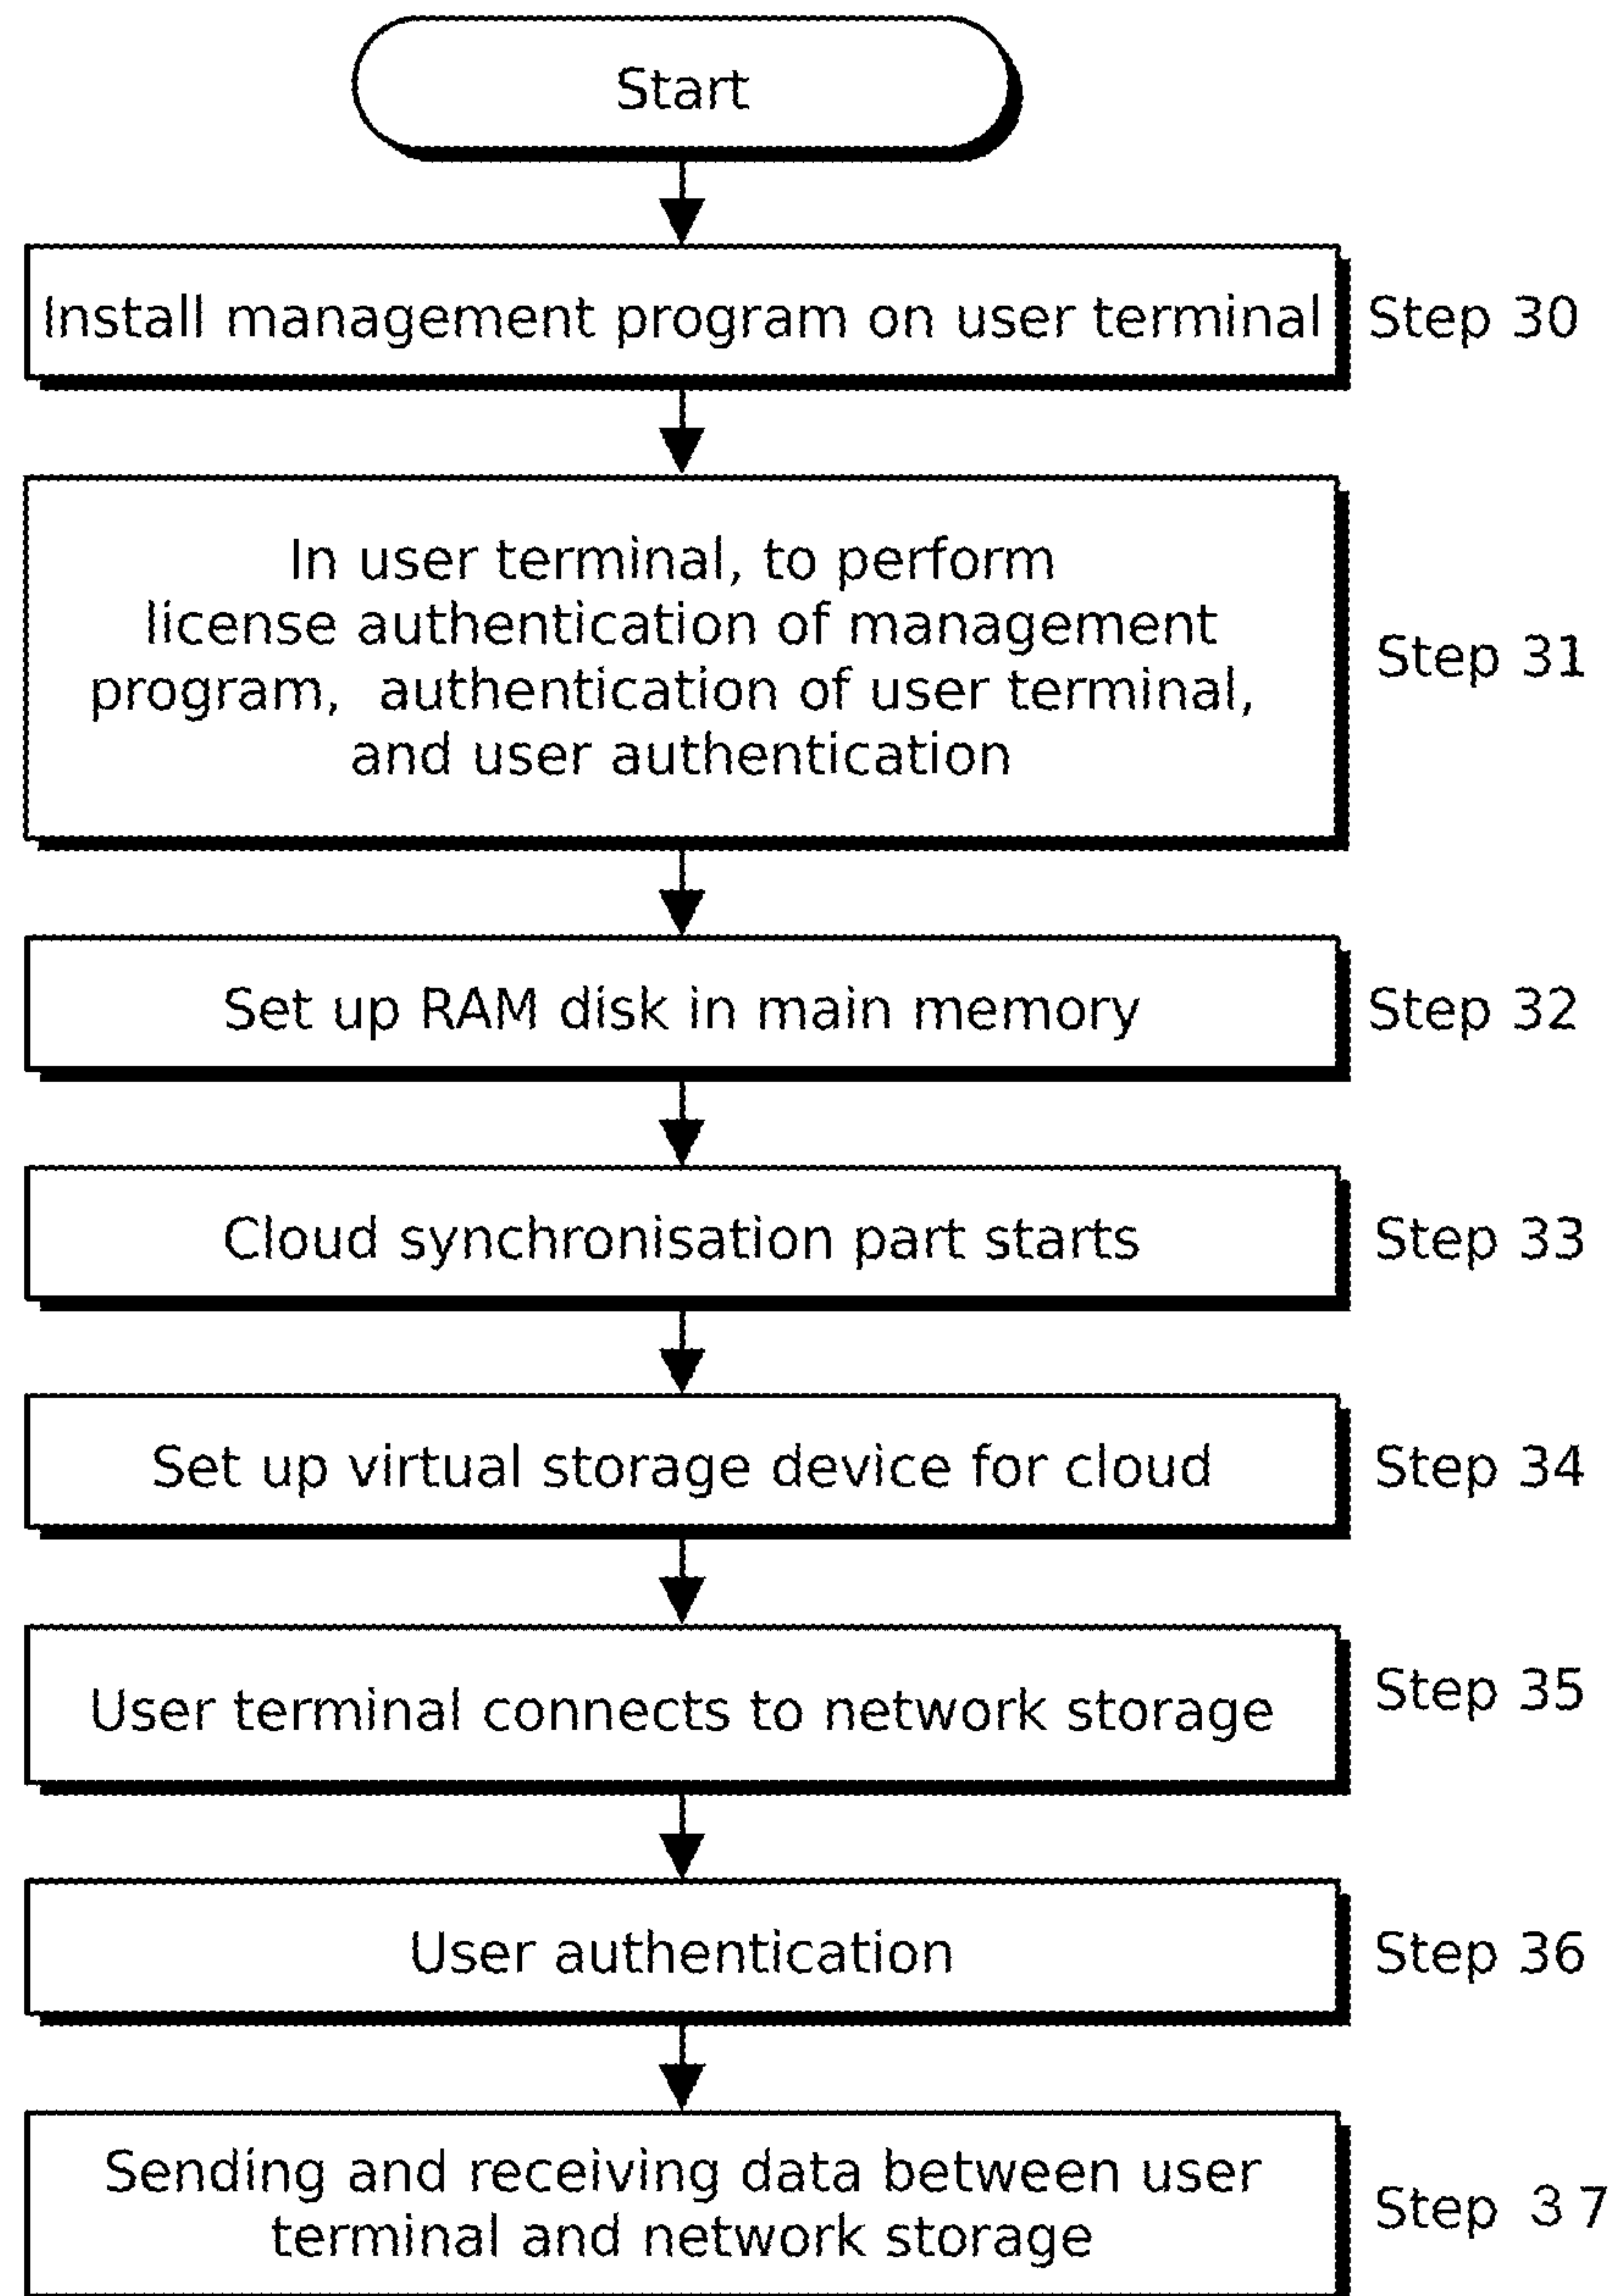 Start
Install management program on user terminal
Step 30
In user terminal, to perform
license authentication of management
program, authentication of user terminal,
and user authentication
Step 31
Set up RAM disk in main memory
Step 32
Cloud synchronisation part starts
Step 33
Set up virtual storage device for cloud
Step 34
User terminal connects to network storage
Step 35
User authentication
Step 36
Sending and receiving data between user
terminal and network storage
Step 37